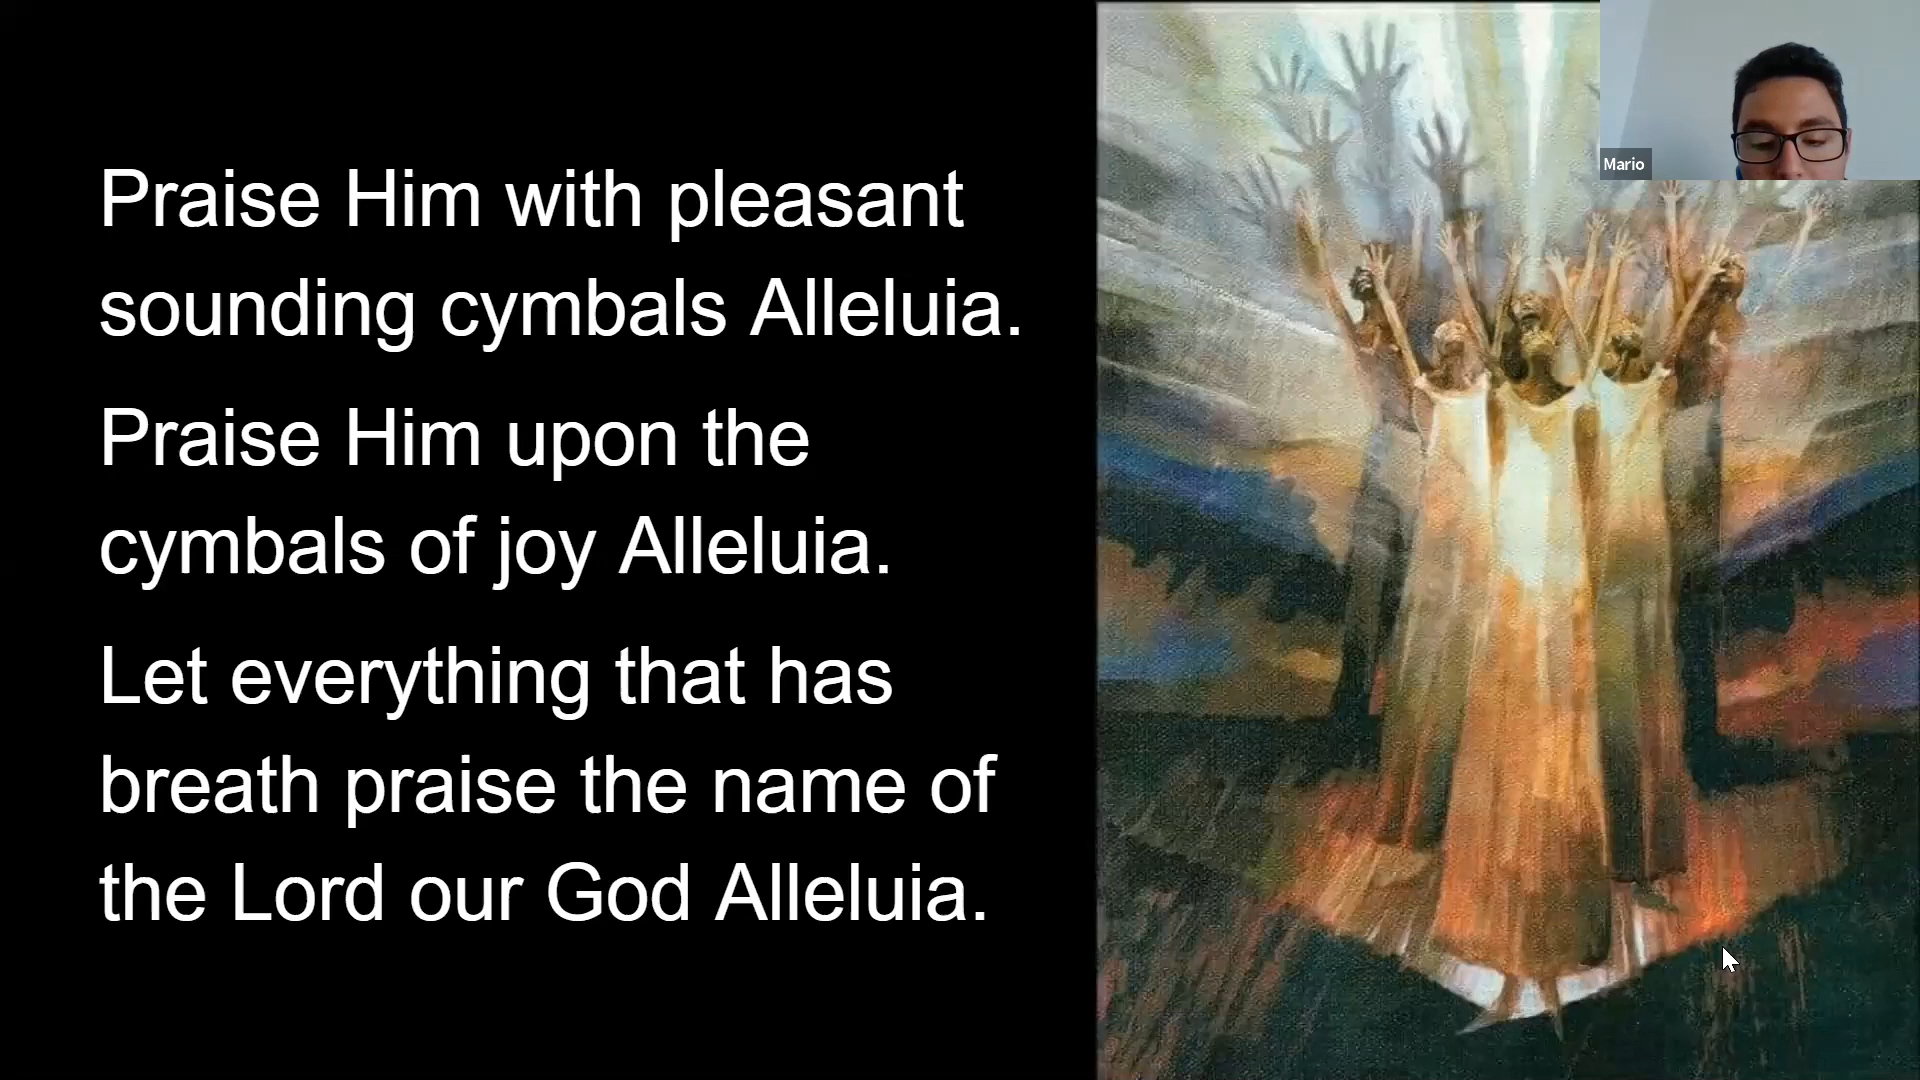 Praise Him with pleasant
sounding cymbals Alleluia.
Praise Him upon the
cymbals of joy Alleluia.
Let everything that has
breath praise the name of
the Lord our God Alleluia.
Mario